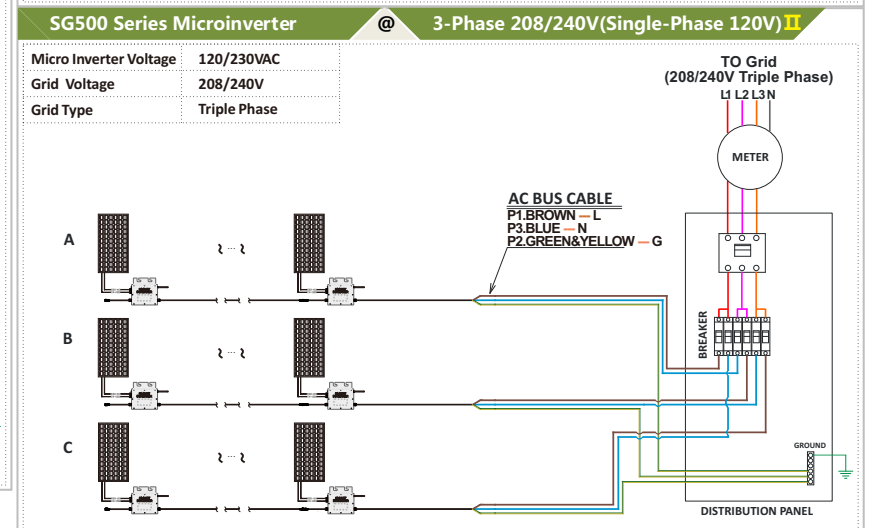 SG500 Series Microinverter @ 3-Phase 208/240V(Single-Phase 120V) II
Micro Inverter Voltage 120/230VAC
Grid Voltage 208/240V
Grid Type Triple Phase
TO Grid
(208/240V Triple Phase)
L1 L2 L3 N
METER
AC BUS CABLE
P1.BROWN — L
P3.BLUE — N
P2.GREEN&YELLOW — G
A
B
C
BREAKER
GROUND
DISTRIBUTION PANEL